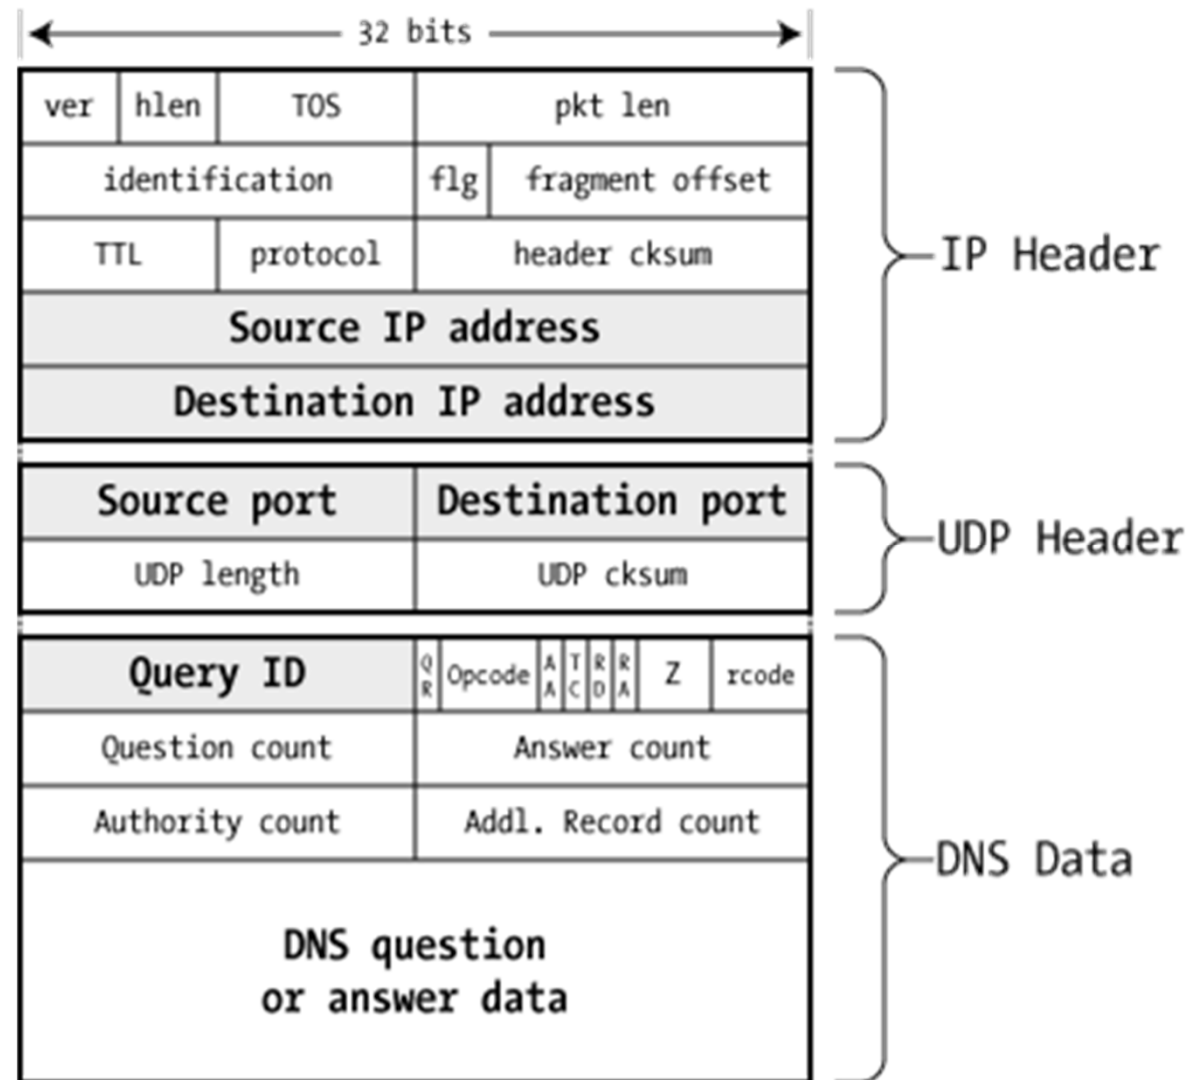 32 bits
ver hlen TOS pkt len
identification flg fragment offset
TTL protocol header cksum
IP Header
Source IP address
Destination IP address
Source port Destination port
UDP Header
UDP length UDP cksum
Query ID QR Opcode AA TC RD RA Z rcode
Question count Answer count
Authority count Addl. Record count
DNS Data
DNS question
or answer data